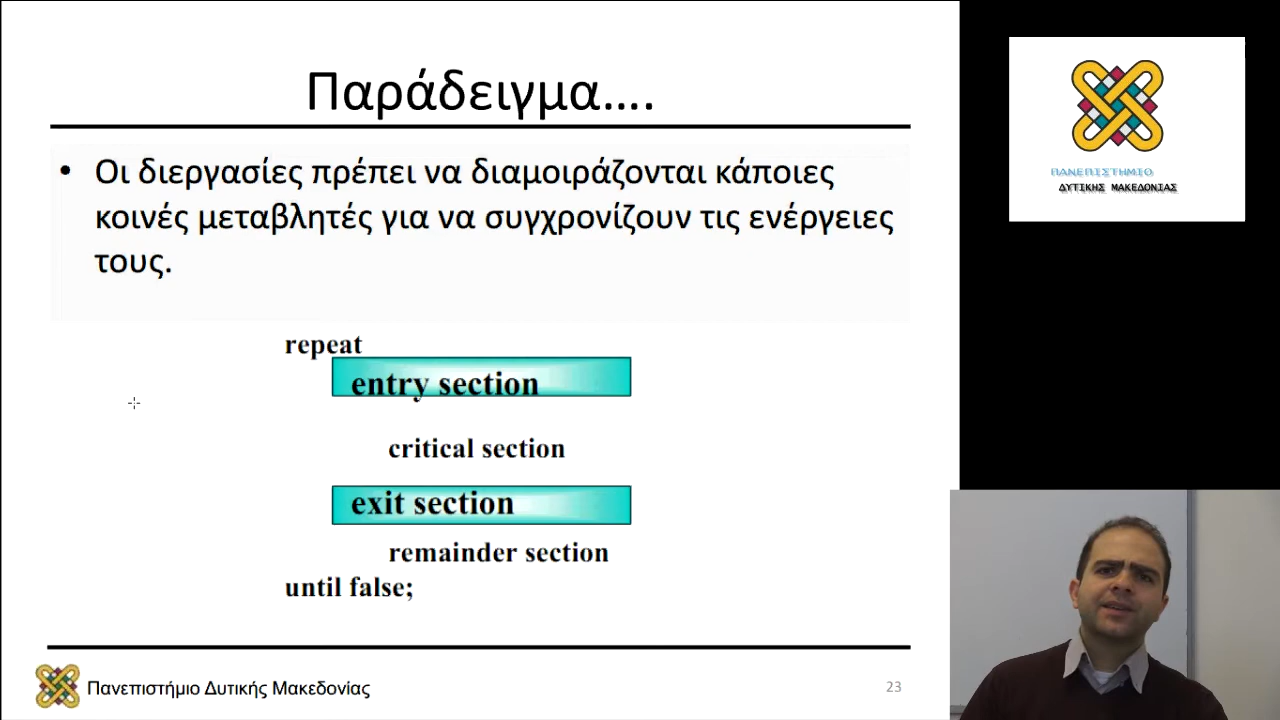 Παράδειγμα....
• Οι διεργασίες πρέπει να διαμοιράζονται κάποιες
κοινές μεταβλητές για να συγχρονίζουν τις ενέργειες
τους.
repeat
entry section
critical section
exit section
remainder section
until false;
Πανεπιστήμιο Δυτικής Μακεδονίας
23
ΠΑΝΕΠΙΣΤΗΜΙΟ
ΔΥΤΙΚΗΣ ΜΑΚΕΔΟΝΙΑΣ